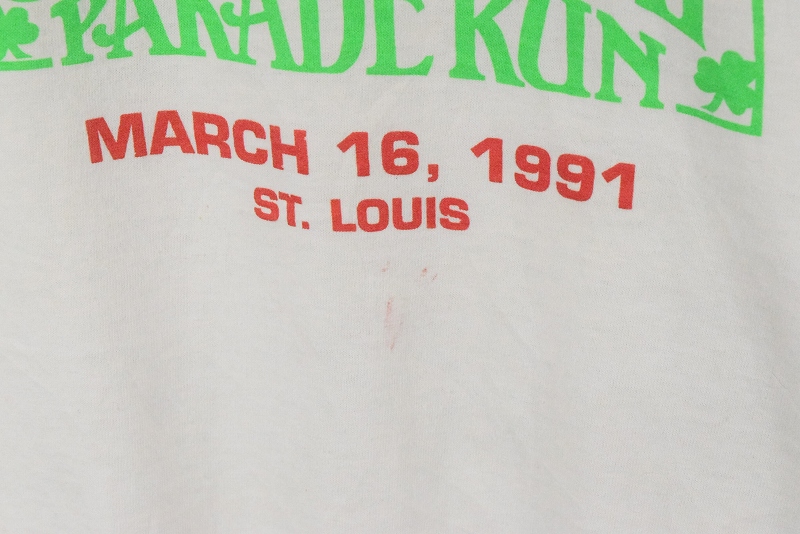 PARADE RUN
MARCH 16, 1991
ST. LOUIS